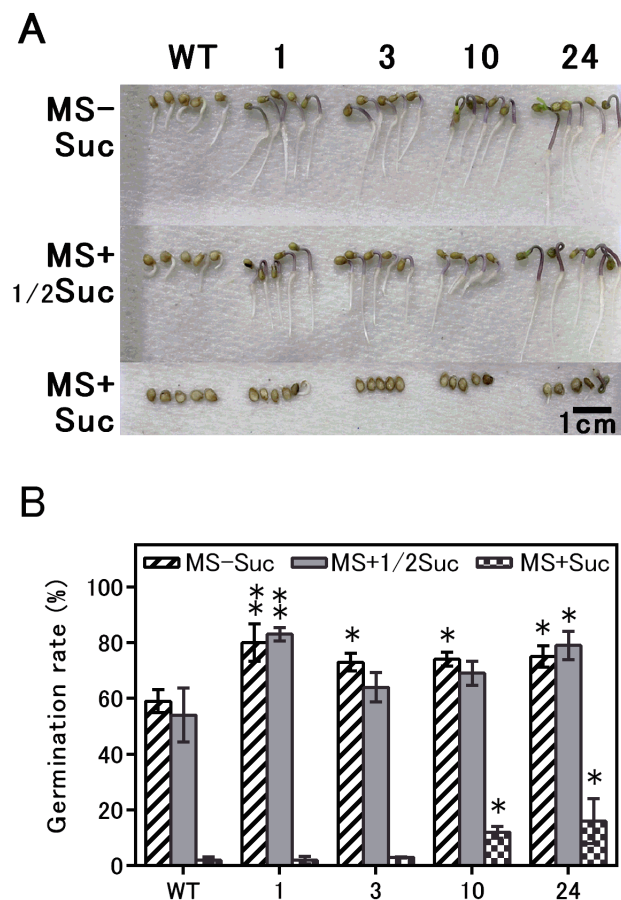 A
WT 1 3 10 24
MS−
Suc
MS+
1/2Suc
MS+
Suc
1cm
B
MS−Suc MS+1/2Suc MS+Suc
Germination rate (%)
100
80
60
40
20
0
** ** * * * * * *
WT 1 3 10 24